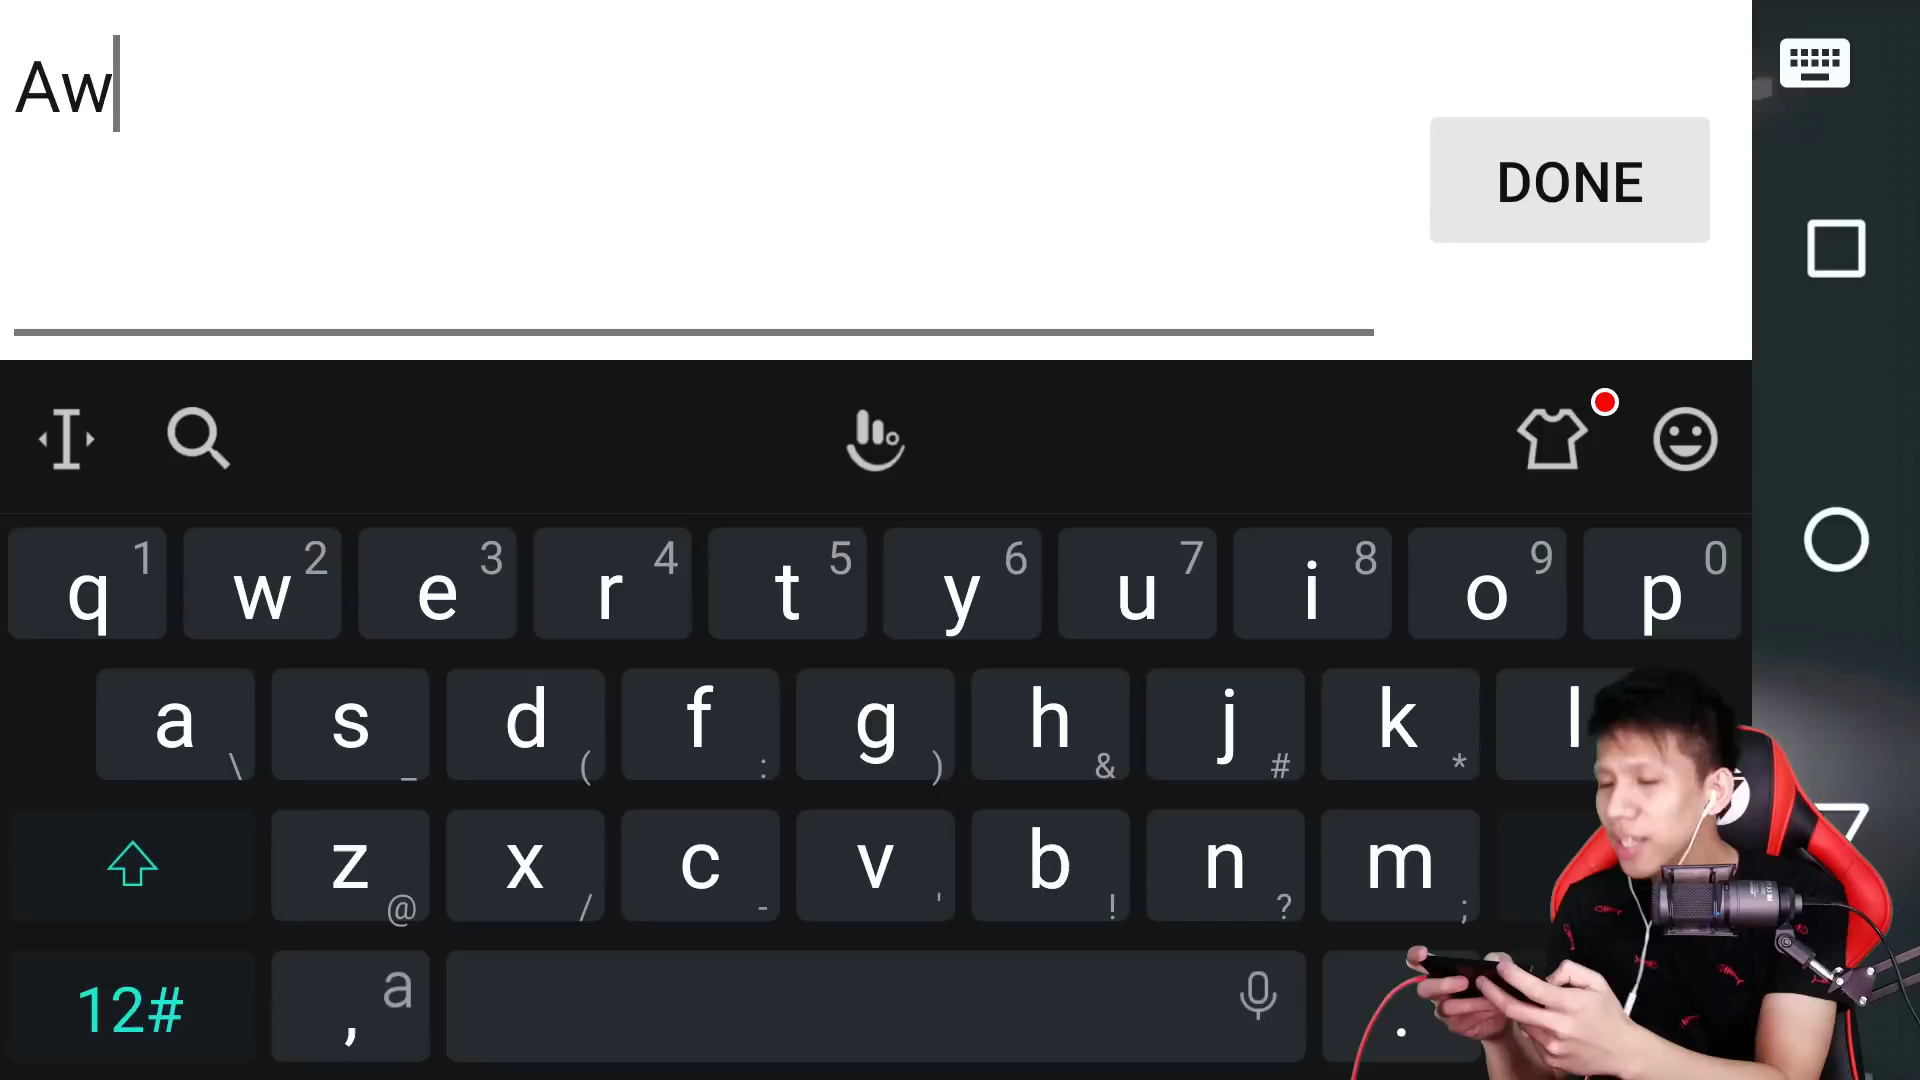 Aw
DONE
q 1 w 2 e 3 r 4 t 5 y 6 u 7 i 8 o 9 p 0
a \ s _ d ( f : g ) h & j # k * l
z @ x / c - v ' b ! n ? m ;
12# , a .